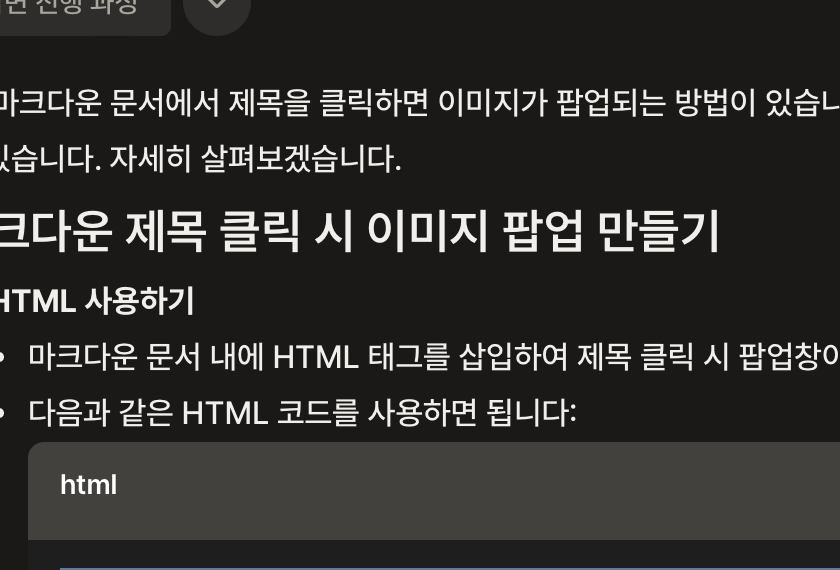 전행 과정
마크다운 문서에서 제목을 클릭하면 이미지가 팝업되는 방법이 있습
있습니다. 자세히 살펴보겠습니다.
크다운 제목 클릭 시 이미지 팝업 만들기
HTML 사용하기
• 마크다운 문서 내에 HTML 태그를 삽입하여 제목 클릭 시 팝업창이
• 다음과 같은 HTML 코드를 사용하면 됩니다:
html